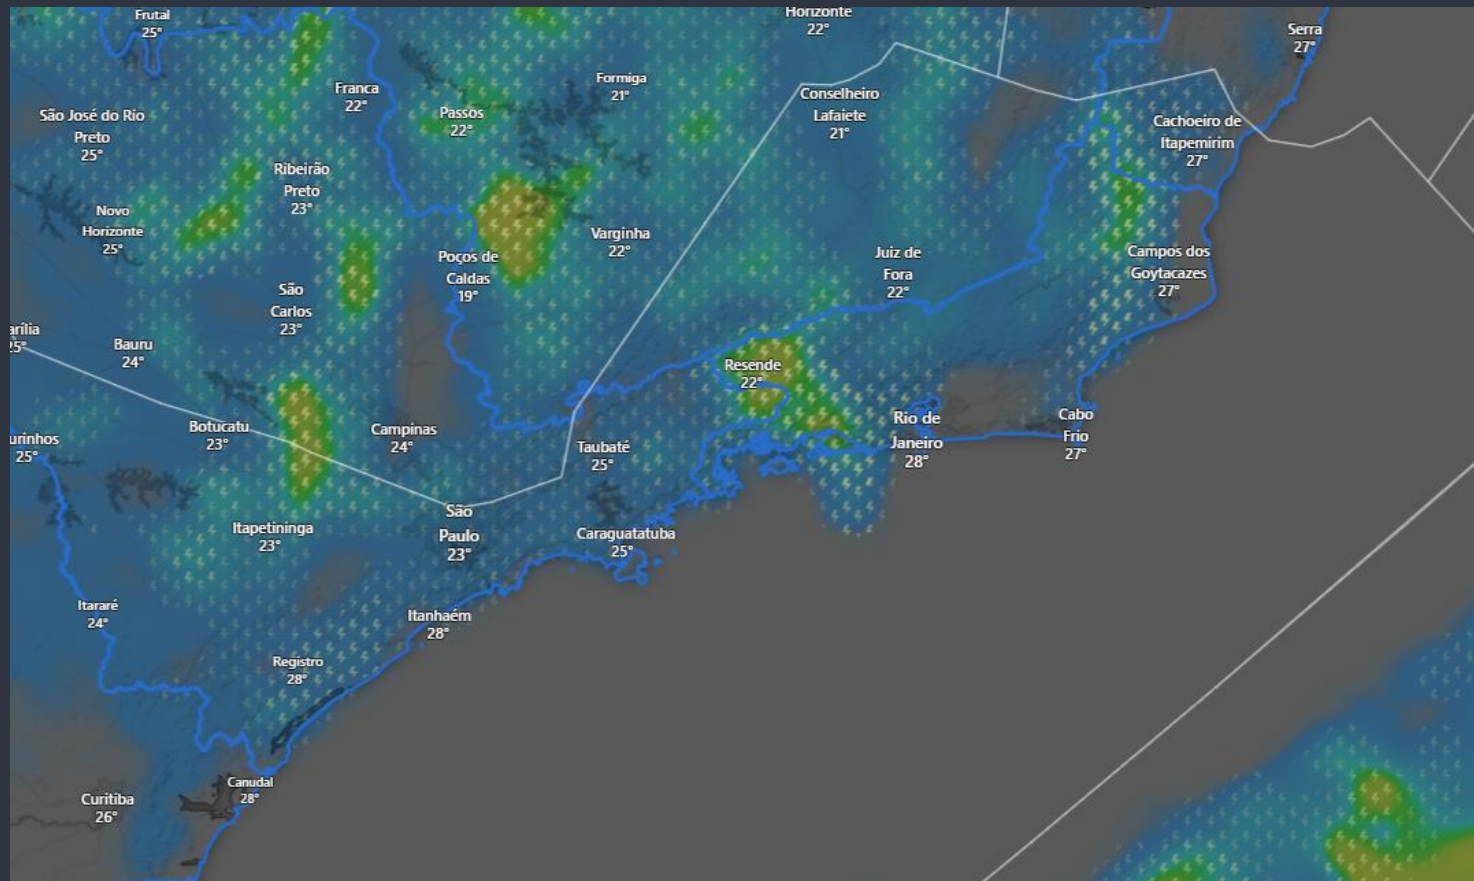 Frutal
25°
Horizonte
22°
Serra
27°
Franca
22°
Formiga
21°
Conselheiro
Lafaiete
21°
São José do Rio
Preto
25°
Passos
22°
Cachoeiro de
Itapemirim
27°
Ribeirão
Preto
23°
Novo
Horizonte
25°
Varginha
22°
Poços de
Caldas
19°
Juiz de
Fora
22°
Campos dos
Goytacazes
27°
São
Carlos
23°
arília
25°
Bauru
24°
Resende
22°
Botucatu
23°
Campinas
24°
Rio de
Janeiro
28°
Cabo
Frio
27°
urinhos
25°
Taubaté
25°
Itapetininga
23°
São
Paulo
23°
Caraguatatuba
25°
Itararé
24°
Itanhaém
28°
Registro
28°
Canudal
28°
Curitiba
26°